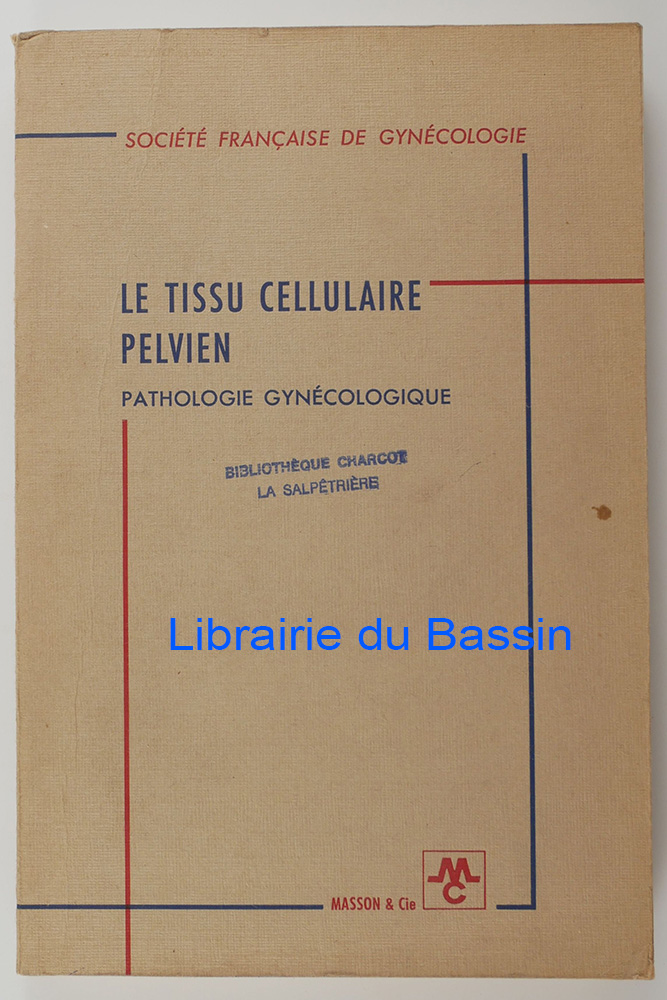 SOCIÉTÉ FRANÇAISE DE GYNÉCOLOGIE
LE TISSU CELLULAIRE
PELVIEN
PATHOLOGIE GYNÉCOLOGIQUE
BIBLIOTHÈQUE CHARCOT
LA SALPÊTRIÈRE
Librairie du Bassin
MASSON & Cie
MC